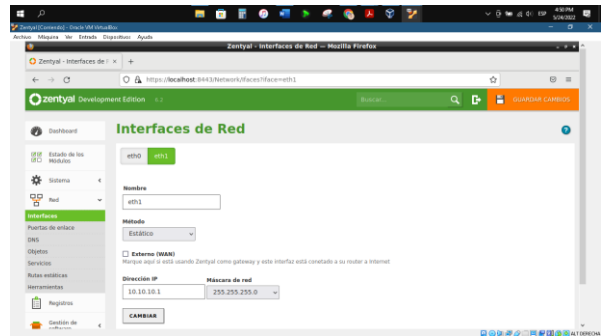 4:50 PM
ESP
5/24/2022
Zentyal [Corriendo] - Oracle VM VirtualBox
Archivo Máquina Ver Entrada Dispositivos Ayuda
Zentyal - Interfaces de Red — Mozilla Firefox
Zentyal - Interfaces de
https://localhost:8443/Network/Ifaces?iface=eth1
zentyal Development Edition
Buscar...
GUARDAR CAMBIOS
Dashboard
Estado de los
Módulos
Sistema
Red
Interfaces
Puertas de enlace
DNS
Objetos
Servicios
Rutas estáticas
Herramientas
Registros
Gestión de
software
Interfaces de Red
eth0 eth1
Nombre
eth1
Método
Estático
Externo (WAN)
Marque aquí si está usando Zentyal como gateway y este interfaz está conetado a su router a Internet
Dirección IP Máscara de red
10.10.10.1 255.255.255.0
CAMBIAR
ALT DERECHA